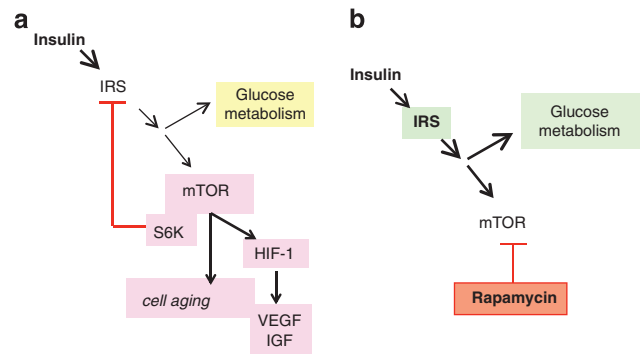 a
Insulin
IRS
Glucose
metabolism
mTOR
S6K
HIF-1
cell aging
VEGF
IGF
b
Insulin
IRS
Glucose
metabolism
mTOR
Rapamycin